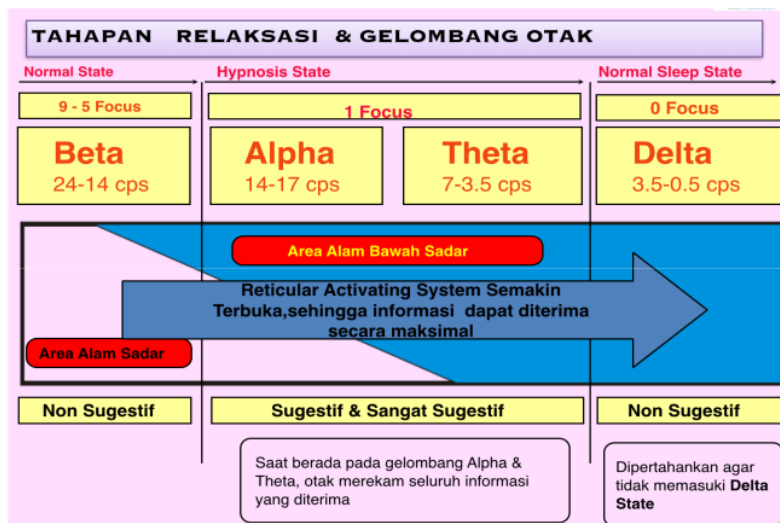 TAHAPAN RELAKSASI & GELOMBANG OTAK
Normal State
Hypnosis State
Normal Sleep State
9 - 5 Focus
1 Focus
0 Focus
Beta
24-14 cps
Alpha
14-17 cps
Theta
7-3.5 cps
Delta
3.5-0.5 cps
Area Alam Bawah Sadar
Reticular Activating System Semakin
Terbuka,sehingga informasi dapat diterima
secara maksimal
Area Alam Sadar
Non Sugestif
Sugestif & Sangat Sugestif
Non Sugestif
Saat berada pada gelombang Alpha &
Theta, otak merekam seluruh informasi
yang diterima
Dipertahankan agar
tidak memasuki Delta
State